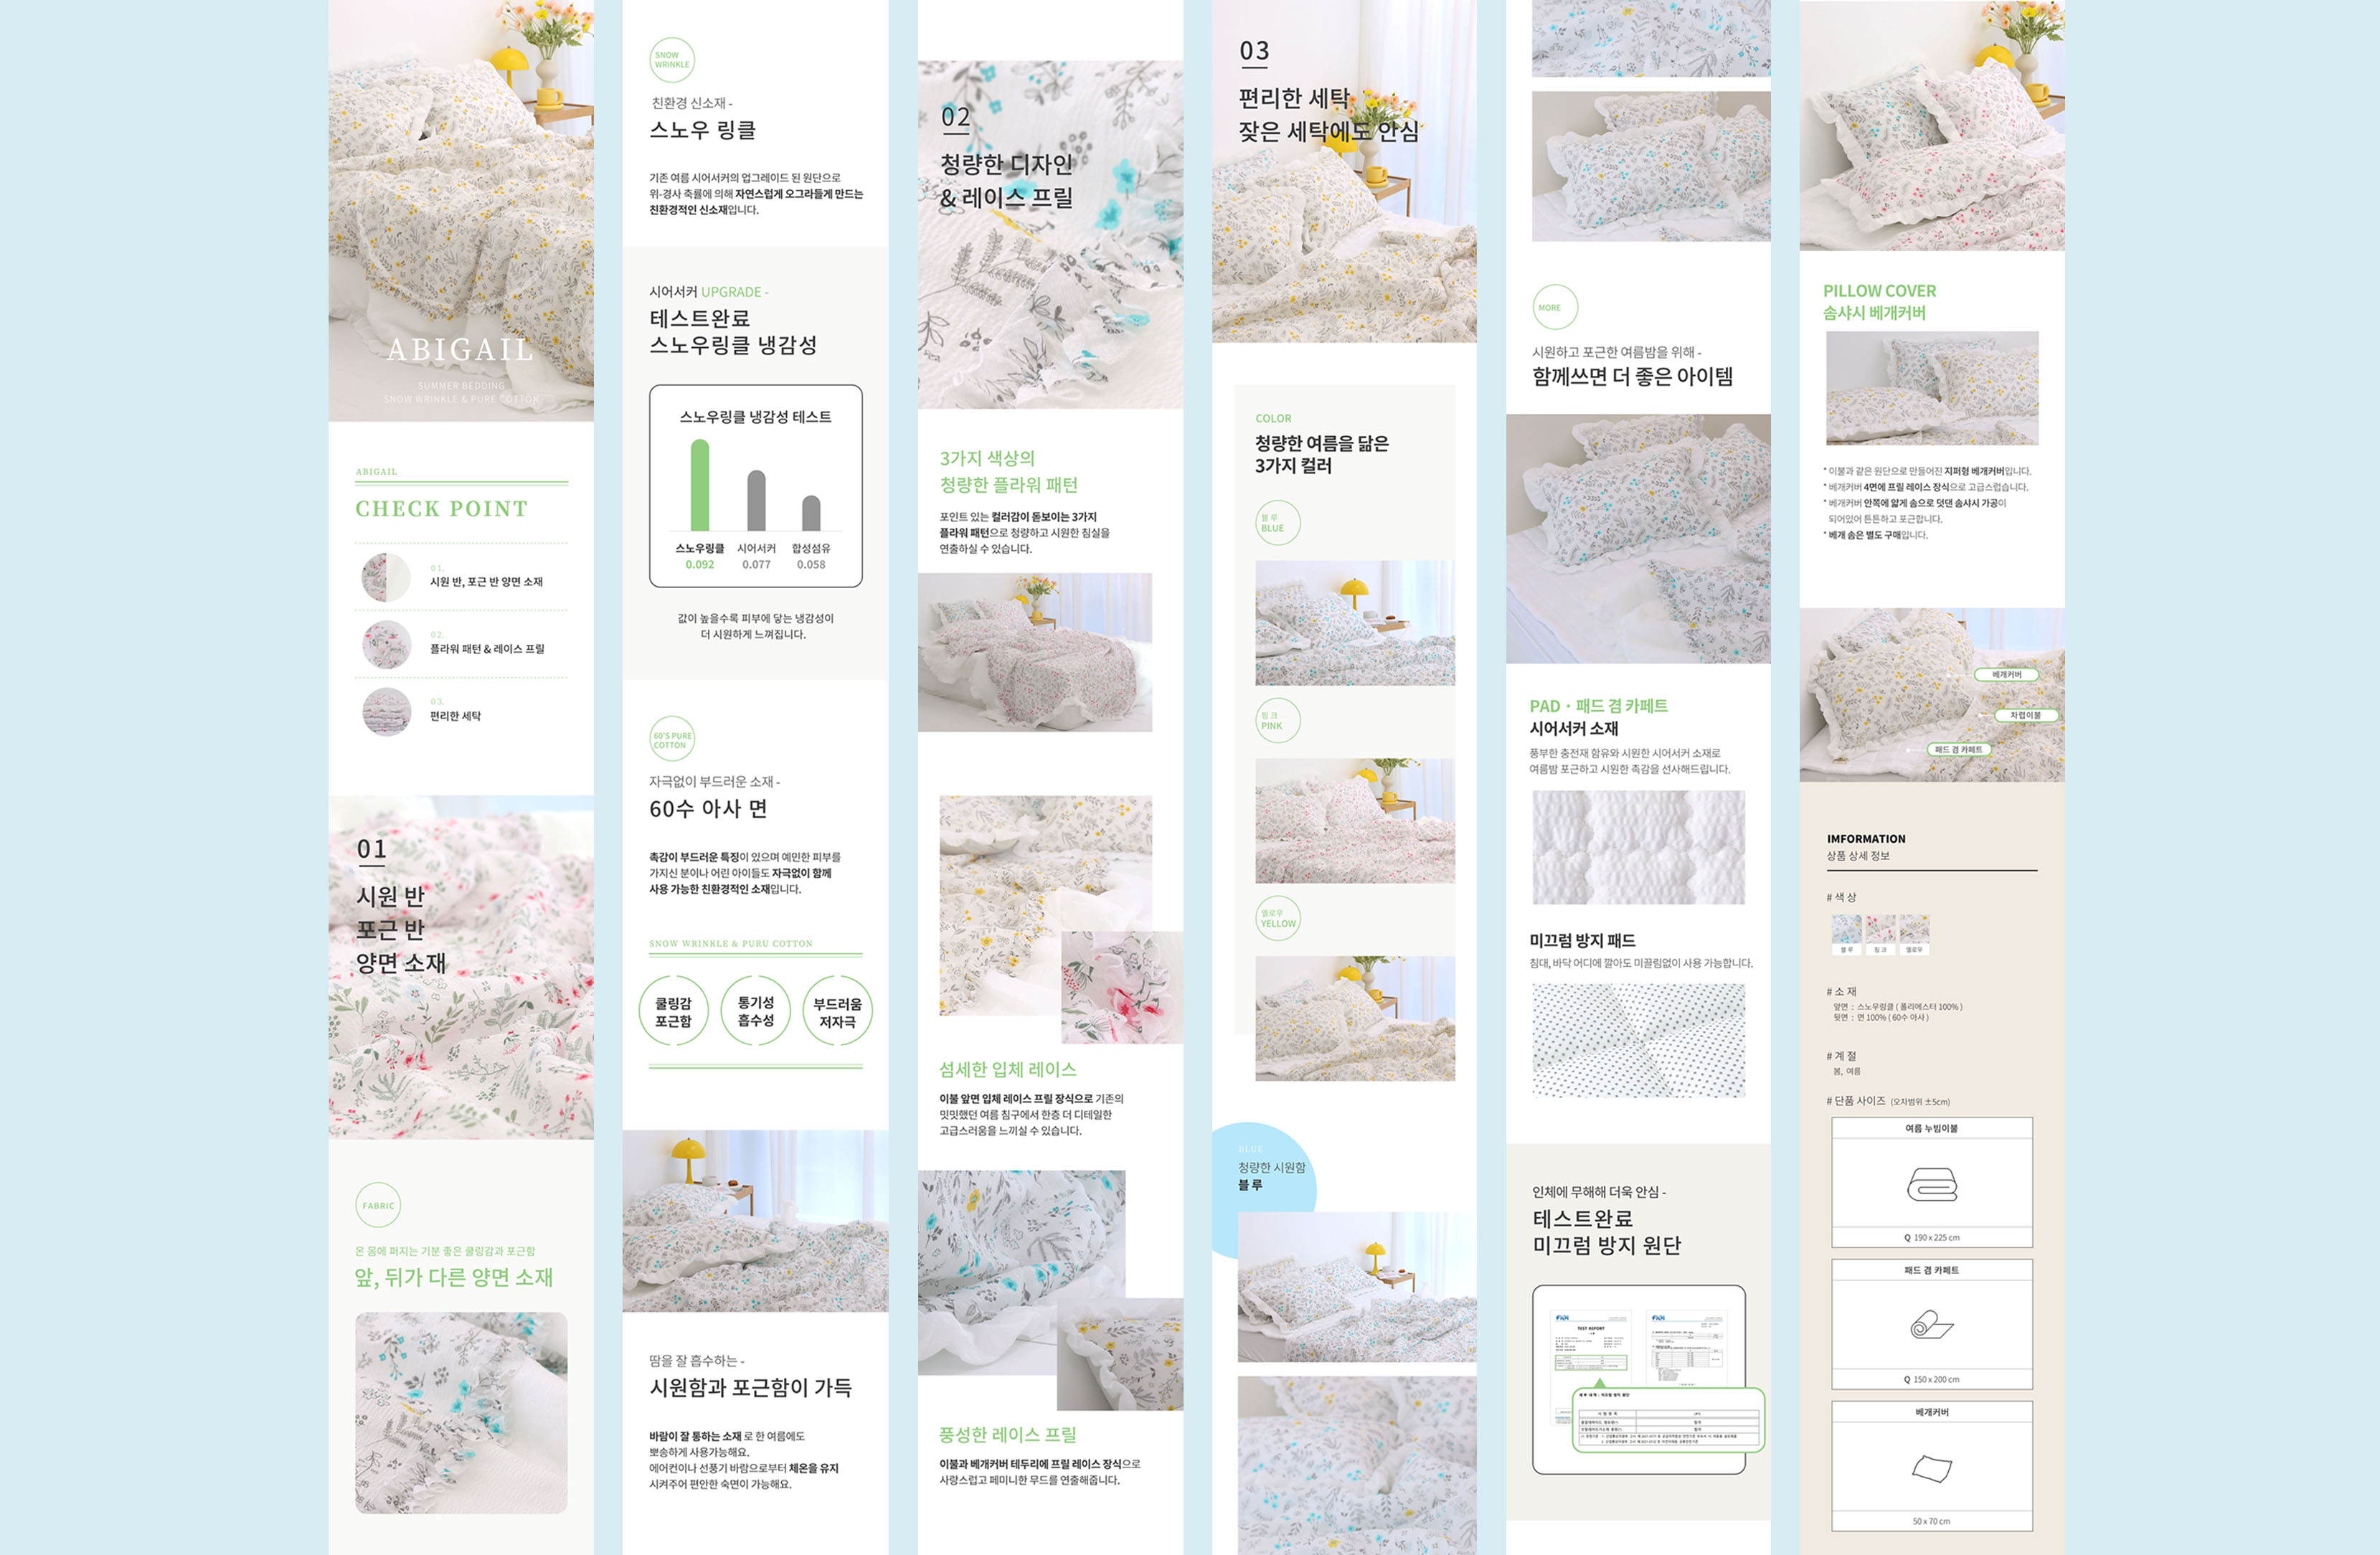 ABIGAIL
SUMMER BEDDING
SNOW WRINKLE & PURE COTTON
ABIGAIL
CHECK POINT
01.
시원 반, 포근 반 양면 소재
02.
플라워 패턴 & 레이스 프릴
03.
편리한 세탁
01
시원 반
포근 반
양면 소재
FABRIC
온 몸에 퍼지는 기분 좋은 쿨링감과 포근함
앞, 뒤가 다른 양면 소재
SNOW
WRINKLE
친환경 신소재 -
스노우 링클
기존 여름 시어서커의 업그레이드 된 원단으로
위-경사 축률에 의해 자연스럽게 오그라들게 만드는
친환경적인 신소재입니다.
시어서커 UPGRADE -
테스트완료
스노우링클 냉감성
스노우링클 냉감성 테스트
스노우링클 시어서커 합성섬유
0.092 0.077 0.058
값이 높을수록 피부에 닿는 냉감성이
더 시원하게 느껴집니다.
60'S PURE
COTTON
자극없이 부드러운 소재 -
60수 아사 면
촉감이 부드러운 특징이 있으며 예민한 피부를
가지신 분이나 어린 아이들도 자극없이 함께
사용 가능한 친환경적인 소재입니다.
SNOW WRINKLE & PURU COTTON
쿨링감
포근함
통기성
흡수성
부드러움
저자극
땀을 잘 흡수하는 -
시원함과 포근함이 가득
바람이 잘 통하는 소재 로 한 여름에도
뽀송하게 사용가능해요.
에어컨이나 선풍기 바람으로부터 체온을 유지
시켜주어 편안한 숙면이 가능해요.
02
청량한 디자인
& 레이스 프릴
3가지 색상의
청량한 플라워 패턴
포인트 있는 컬러감이 돋보이는 3가지
플라워 패턴으로 청량하고 시원한 침실을
연출하실 수 있습니다.
섬세한 입체 레이스
이불 앞면 입체 레이스 프릴 장식으로 기존의
밋밋했던 여름 침구에서 한층 더 디테일한
고급스러움을 느끼실 수 있습니다.
풍성한 레이스 프릴
이불과 베개커버 테두리에 프릴 레이스 장식으로
사랑스럽고 페미니한 무드를 연출해줍니다.
03
편리한 세탁
잦은 세탁에도 안심
COLOR
청량한 여름을 닮은
3가지 컬러
블루
BLUE
핑크
PINK
옐로우
YELLOW
BLUE
청량한 시원함
블루
MORE
시원하고 포근한 여름밤을 위해 -
함께쓰면 더 좋은 아이템
PAD · 패드 겸 카페트
시어서커 소재
풍부한 충전재 함유와 시원한 시어서커 소재로
여름밤 포근하고 시원한 촉감을 선사해드립니다.
미끄럼 방지 패드
침대, 바닥 어디에 깔아도 미끌림없이 사용 가능합니다.
인체에 무해해 더욱 안심 -
테스트완료
미끄럼 방지 원단
TEST REPORT
PILLOW COVER
솜샤시 베개커버
* 이불과 같은 원단으로 만들어진 지퍼형 베개커버입니다.
* 베개커버 4면에 프릴 레이스 장식으로 고급스럽습니다.
* 베개커버 안쪽에 얇게 솜으로 덧댄 솜샤시 가공이
되어있어 튼튼하고 포근합니다.
* 베개 솜은 별도 구매입니다.
베개커버
차렵이불
패드 겸 카페트
IMFORMATION
상품 상세 정보
# 색 상
블루 핑크 옐로우
# 소 재
앞면 : 스노우링클 ( 폴리에스터 100% )
뒷면 : 면 100% ( 60수 아사 )
# 계 절
봄, 여름
# 단품 사이즈 (오차범위 ±5cm)
여름 누빔이불
Q 190 x 225 cm
패드 겸 카페트
Q 150 x 200 cm
베개커버
50 x 70 cm